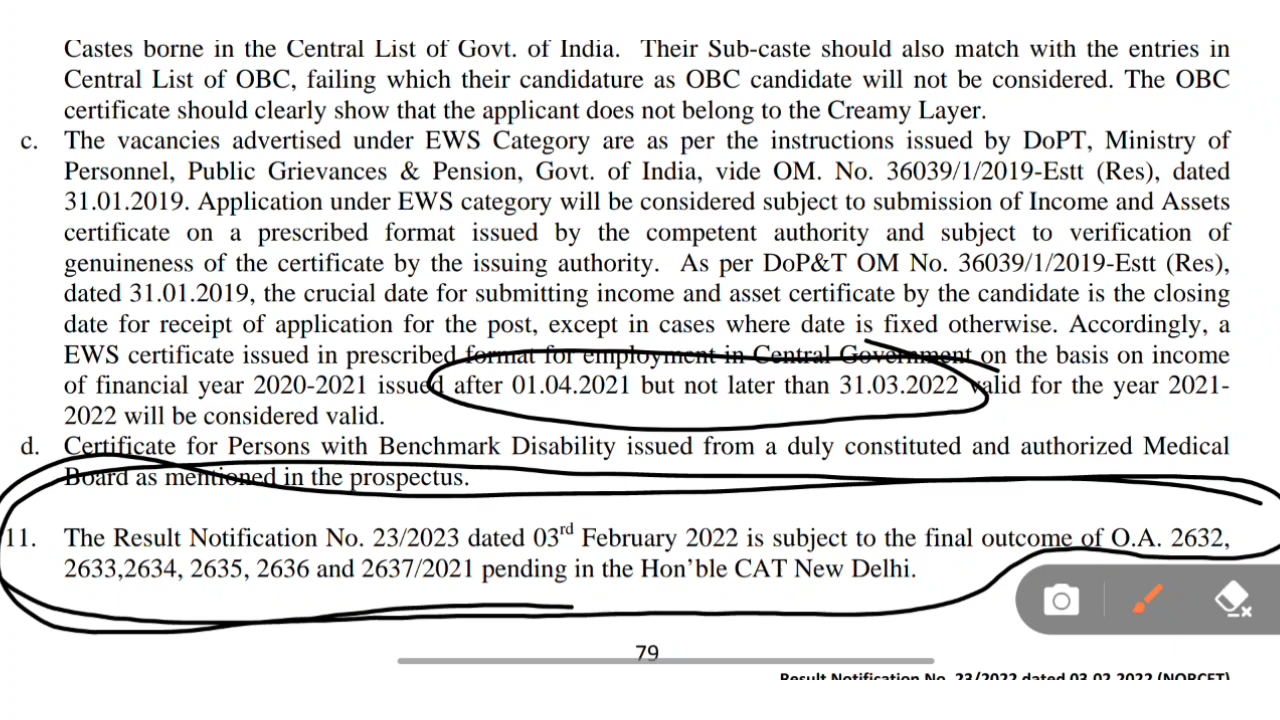 Castes borne in the Central List of Govt. of India. Their Sub-caste should also match with the entries in
Central List of OBC, failing which their candidature as OBC candidate will not be considered. The OBC
certificate should clearly show that the applicant does not belong to the Creamy Layer.
c. The vacancies advertised under EWS Category are as per the instructions issued by DoPT, Ministry of
Personnel, Public Grievances & Pension, Govt. of India, vide OM. No. 36039/1/2019-Estt (Res), dated
31.01.2019. Application under EWS category will be considered subject to submission of Income and Assets
certificate on a prescribed format issued by the competent authority and subject to verification of
genuineness of the certificate by the issuing authority. As per DoP&T OM No. 36039/1/2019-Estt (Res),
dated 31.01.2019, the crucial date for submitting income and asset certificate by the candidate is the closing
date for receipt of application for the post, except in cases where date is fixed otherwise. Accordingly, a
EWS certificate issued in prescribed format for employment in Central Government on the basis on income
of financial year 2020-2021 issued after 01.04.2021 but not later than 31.03.2022 valid for the year 2021-
2022 will be considered valid.
d. Certificate for Persons with Benchmark Disability issued from a duly constituted and authorized Medical
Board as mentioned in the prospectus.
11. The Result Notification No. 23/2023 dated 03rd February 2022 is subject to the final outcome of O.A. 2632,
2633,2634, 2635, 2636 and 2637/2021 pending in the Hon’ble CAT New Delhi.
79
Result Notification No. 23/2022 dated 03.02.2022 (NORCET)